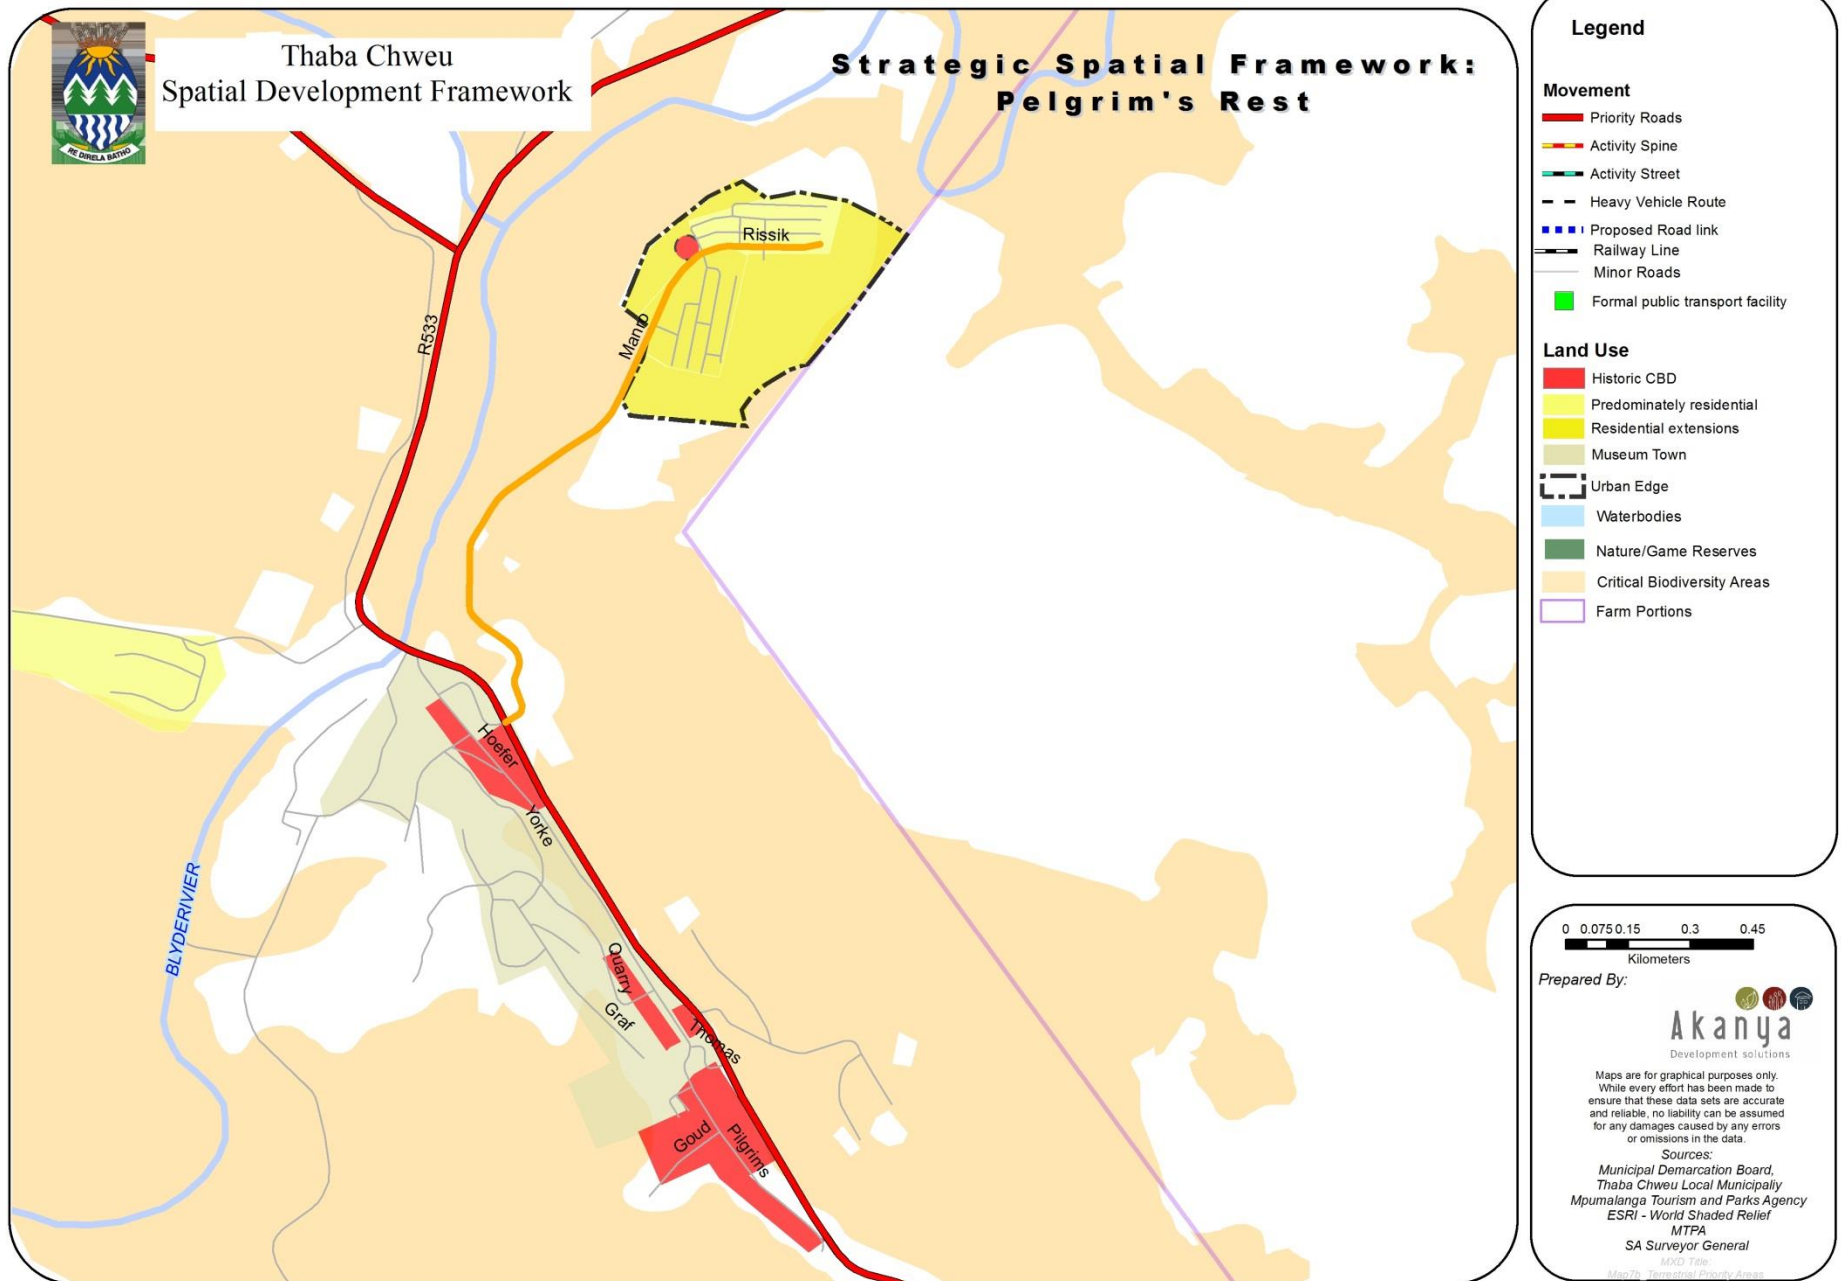 Thaba Chweu
Spatial Development Framework
RE DIRELA BATHO
Strategic Spatial Framework:
Pelgrim's Rest
Rissik
Manro
R533
Hoefer
Yorke
BLYDERIVIER
Quarry
Graf
Thomas
Goud
Pilgrims
Legend
Movement
Priority Roads
Activity Spine
Activity Street
Heavy Vehicle Route
Proposed Road link
Railway Line
Minor Roads
Formal public transport facility
Land Use
Historic CBD
Predominately residential
Residential extensions
Museum Town
Urban Edge
Waterbodies
Nature/Game Reserves
Critical Biodiversity Areas
Farm Portions
0 0.075 0.15 0.3 0.45
Kilometers
Prepared By:
Akanya
Development solutions
Maps are for graphical purposes only.
While every effort has been made to
ensure that these data sets are accurate
and reliable, no liability can be assumed
for any damages caused by any errors
or omissions in the data.
Sources:
Municipal Demarcation Board,
Thaba Chweu Local Municipaliy
Mpumalanga Tourism and Parks Agency
ESRI - World Shaded Relief
MTPA
SA Surveyor General
MXD Title:
Map7b_Terrestrial Priority Areas